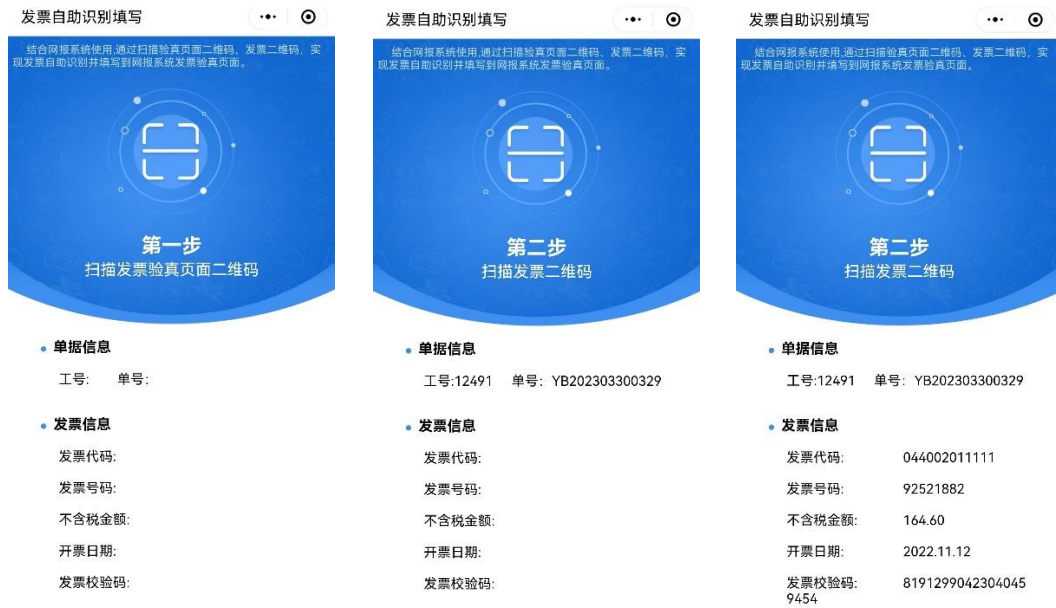 发票自助识别填写
结合网报系统使用,通过扫描验真页面二维码、发票二维码，实
现发票自助识别并填写到网报系统发票验真页面。
第一步
扫描发票验真页面二维码
单据信息
工号: 单号:
发票信息
发票代码:
发票号码:
不含税金额:
开票日期:
发票校验码:
发票自助识别填写
结合网报系统使用,通过扫描验真页面二维码、发票二维码，实
现发票自助识别并填写到网报系统发票验真页面。
第二步
扫描发票二维码
单据信息
工号:12491 单号: YB202303300329
发票信息
发票代码:
发票号码:
不含税金额:
开票日期:
发票校验码:
发票自助识别填写
结合网报系统使用,通过扫描验真页面二维码、发票二维码，实
现发票自助识别并填写到网报系统发票验真页面。
第二步
扫描发票二维码
单据信息
工号:12491 单号: YB202303300329
发票信息
发票代码: 044002011111
发票号码: 92521882
不含税金额: 164.60
开票日期: 2022.11.12
发票校验码: 8191299042304045
9454